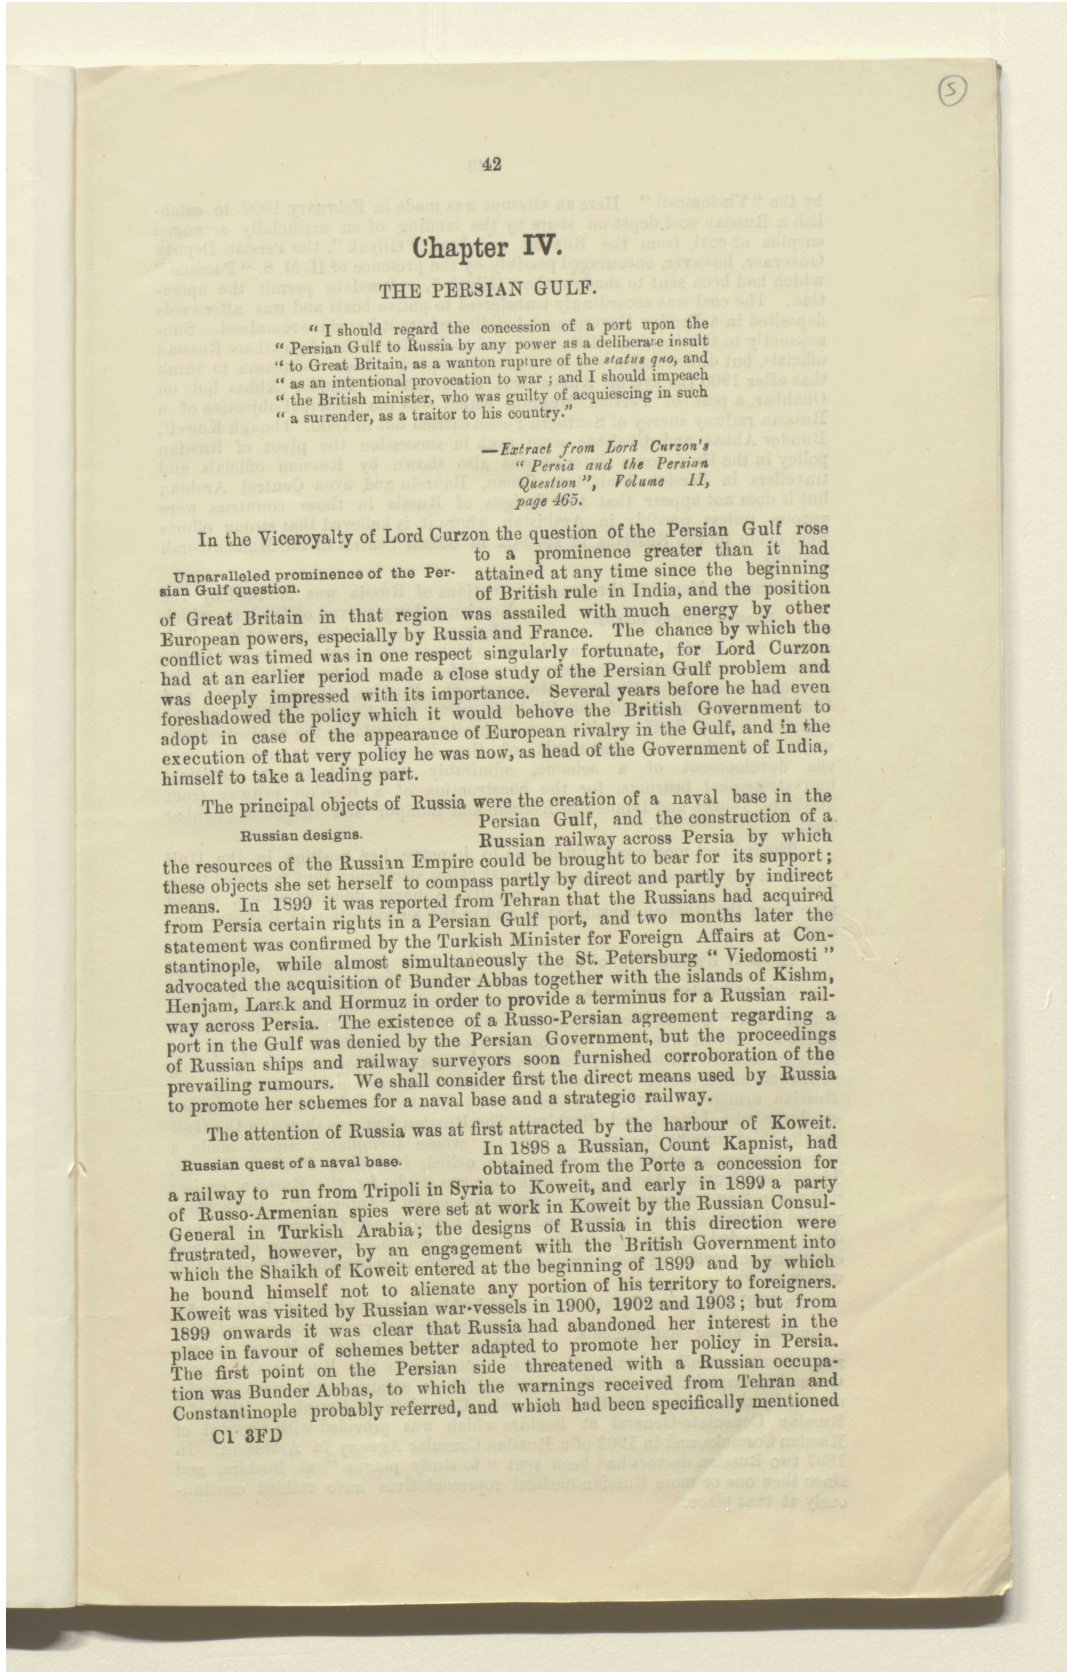 5
42
Chapter IV.
THE PERSIAN GULF.
" I should regard the concession of a port upon the
" Persian Gulf to Russia by any power as a deliberate insult
" to Great Britain, as a wanton rupture of the status quo, and
" as an intentional provocation to war ; and I should impeach
" the British minister, who was guilty of acquiescing in such
" a surrender, as a traitor to his country."
—Extract from Lord Curzon's
" Persia and the Persian
Question ", Volume II,
page 465.
In the Viceroyalty of Lord Curzon the question of the Persian Gulf rose
to a prominence greater than it had
Unparalleled prominence of the Per-
sian Gulf question.
attained at any time since the beginning
of British rule in India, and the position
of Great Britain in that region was assailed with much energy by other
European powers, especially by Russia and France. The chance by which the
conflict was timed was in one respect singularly fortunate, for Lord Curzon
had at an earlier period made a close study of the Persian Gulf problem and
was deeply impressed with its importance. Several years before he had even
foreshadowed the policy which it would behove the British Government to
adopt in case of the appearance of European rivalry in the Gulf, and in the
execution of that very policy he was now, as head of the Government of India,
himself to take a leading part.
The principal objects of Russia were the creation of a naval base in the
Persian Gulf, and the construction of a
Russian designs.
Russian railway across Persia by which
the resources of the Russian Empire could be brought to bear for its support ;
these objects she set herself to compass partly by direct and partly by indirect
means. In 1899 it was reported from Tehran that the Russians had acquired
from Persia certain rights in a Persian Gulf port, and two months later the
statement was confirmed by the Turkish Minister for Foreign Affairs at Con-
stantinople, while almost simultaneously the St. Petersburg " Viedomosti "
advocated the acquisition of Bunder Abbas together with the islands of Kishm,
Henjam, Larak and Hormuz in order to provide a terminus for a Russian rail-
way across Persia. The existence of a Russo-Persian agreement regarding a
port in the Gulf was denied by the Persian Government, but the proceedings
of Russian ships and railway surveyors soon furnished corroboration of the
prevailing rumours. We shall consider first the direct means used by Russia
to promote her schemes for a naval base and a strategic railway.
The attention of Russia was at first attracted by the harbour of Koweit.
In 1898 a Russian, Count Kapnist, had
Russian quest of a naval base.
obtained from the Porte a concession for
a railway to run from Tripoli in Syria to Koweit, and early in 1899 a party
of Russo-Armenian spies were set at work in Koweit by the Russian Consul-
General in Turkish Arabia ; the designs of Russia in this direction were
frustrated, however, by an engagement with the British Government into
which the Shaikh of Koweit entered at the beginning of 1899 and by which
he bound himself not to alienate any portion of his territory to foreigners.
Koweit was visited by Russian war-vessels in 1900, 1902 and 1903 ; but from
1899 onwards it was clear that Russia had abandoned her interest in the
place in favour of schemes better adapted to promote her policy in Persia.
The first point on the Persian side threatened with a Russian occupa-
tion was Bunder Abbas, to which the warnings received from Tehran and
Constantinople probably referred, and which had been specifically mentioned
C1 3FD